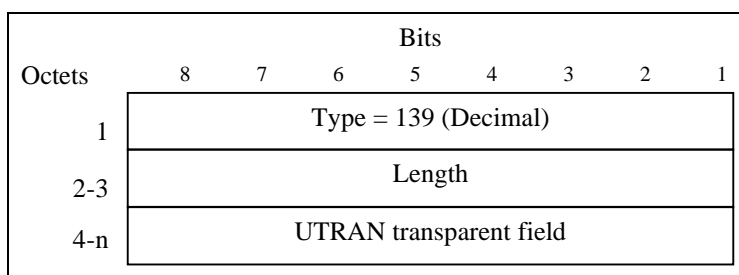 Bits
Octets 8 7 6 5 4 3 2 1
1 Type = 139 (Decimal)
2-3 Length
4-n UTRAN transparent field